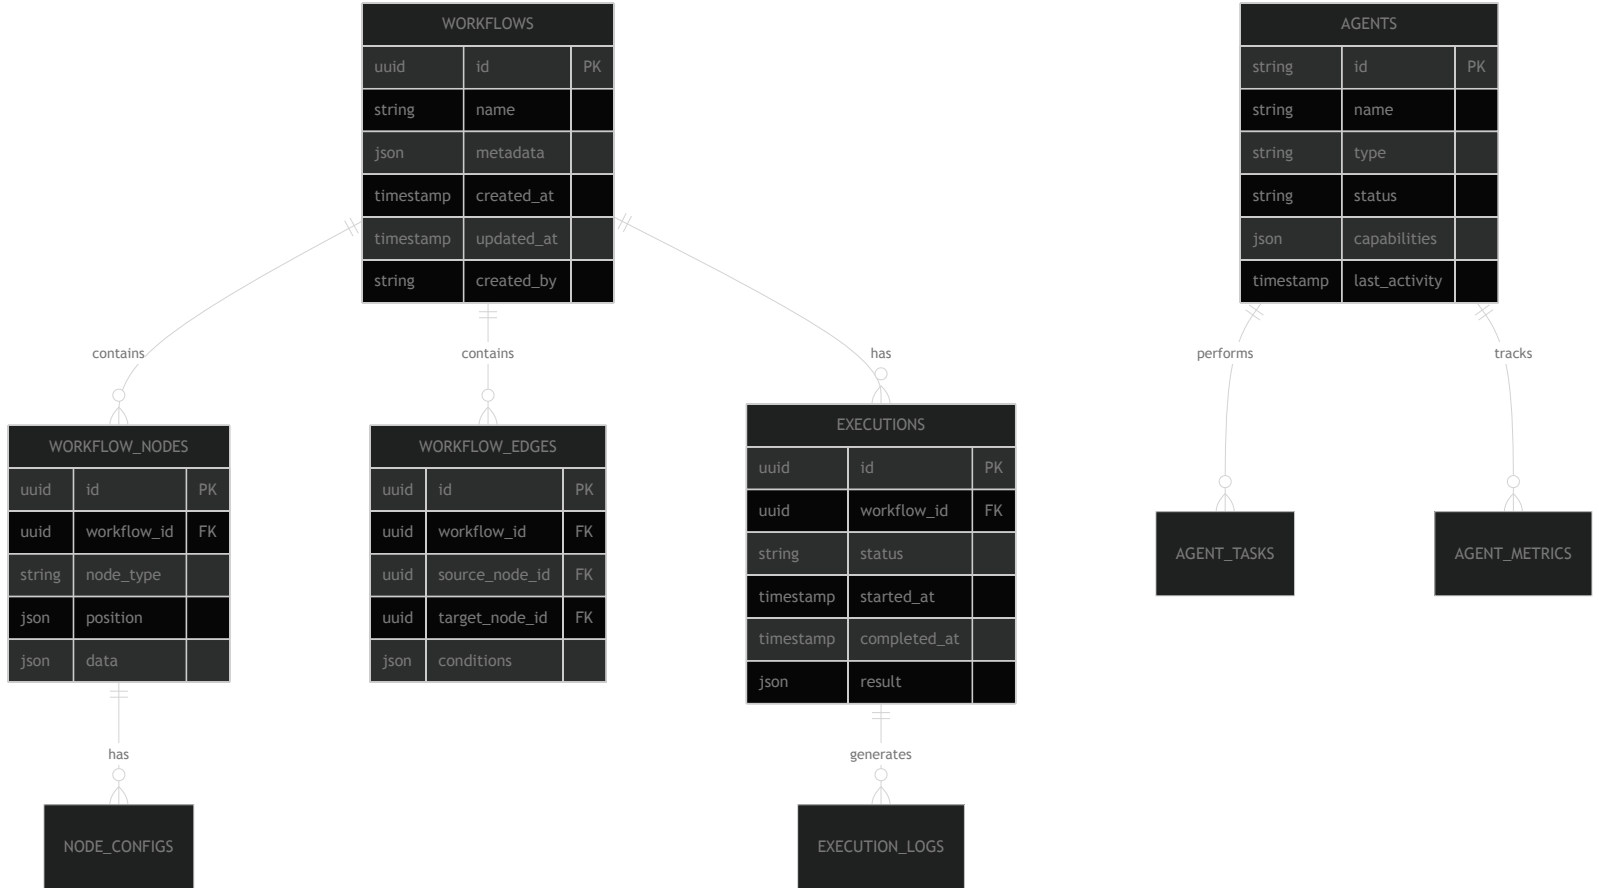 WORKFLOWS
uuid id PK
string name
json metadata
timestamp created_at
timestamp updated_at
string created_by
AGENTS
string id PK
string name
string type
string status
json capabilities
timestamp last_activity
contains
contains
has
performs
tracks
WORKFLOW_NODES
uuid id PK
uuid workflow_id FK
string node_type
json position
json data
WORKFLOW_EDGES
uuid id PK
uuid workflow_id FK
uuid source_node_id FK
uuid target_node_id FK
json conditions
EXECUTIONS
uuid id PK
uuid workflow_id FK
string status
timestamp started_at
timestamp completed_at
json result
AGENT_TASKS
AGENT_METRICS
has
generates
NODE_CONFIGS
EXECUTION_LOGS